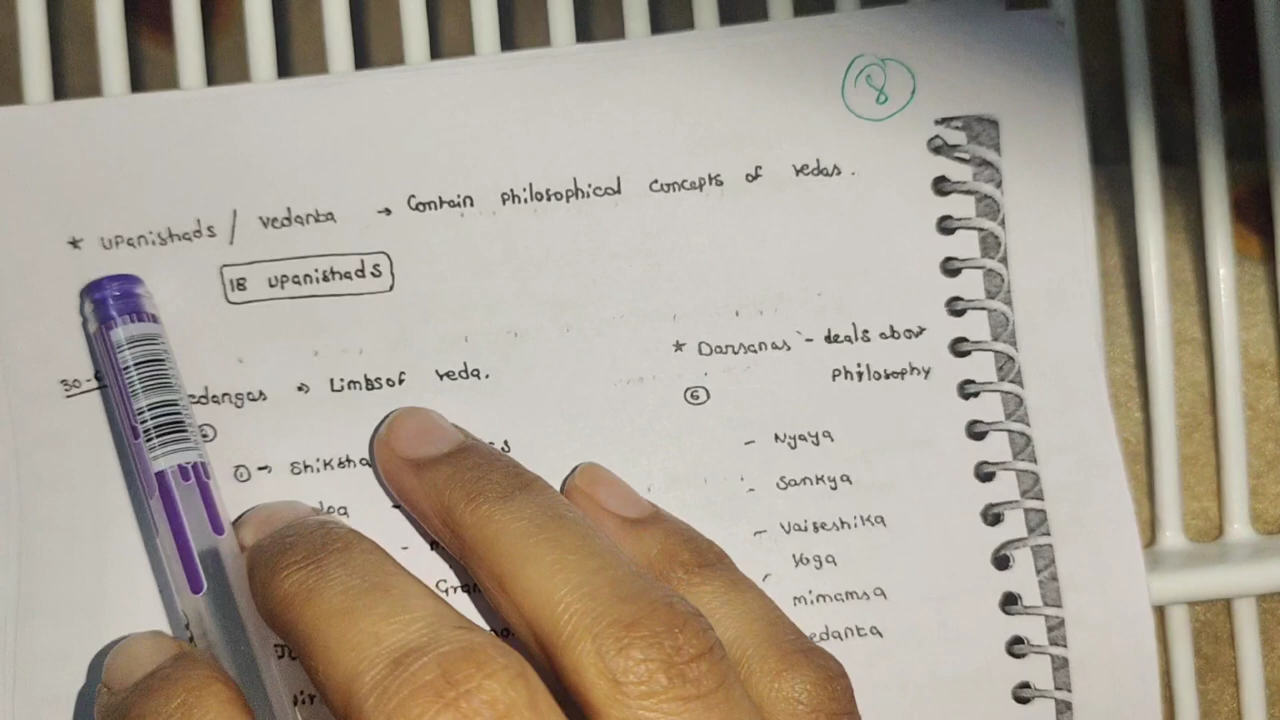 8
* upanishads / vedanta → Contain philosophical concepts of vedas.
18 upanishads
30-
edangas → Limbs of veda.
① → Shiksha
* Darsanas :- deals about
Philosophy
⑥
- Nyaya
- Sankya
- Vaiseshika
Yoga
mimamsa
edanta